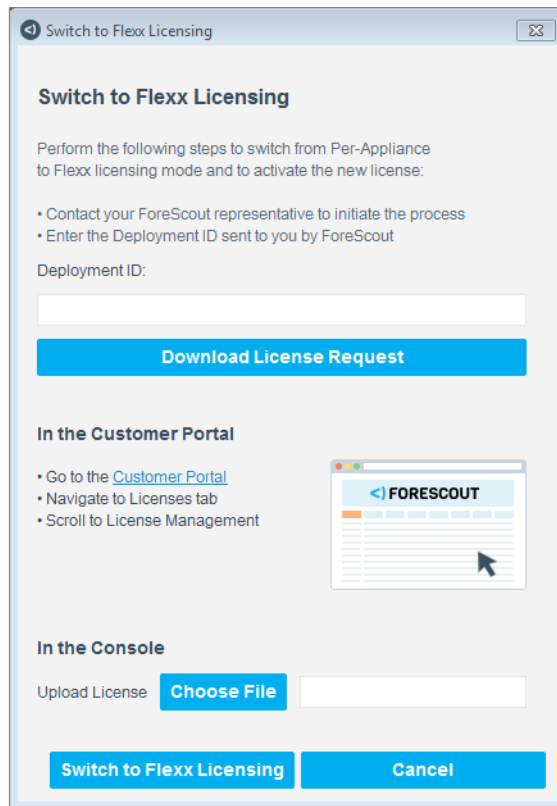 Switch to Flexx Licensing
Switch to Flexx Licensing
Perform the following steps to switch from Per-Appliance
to Flexx licensing mode and to activate the new license:
• Contact your ForeScout representative to initiate the process
• Enter the Deployment ID sent to you by ForeScout
Deployment ID:
Download License Request
In the Customer Portal
• Go to the Customer Portal
• Navigate to Licenses tab
• Scroll to License Management
<) FORESCOUT
In the Console
Upload License Choose File
Switch to Flexx Licensing Cancel